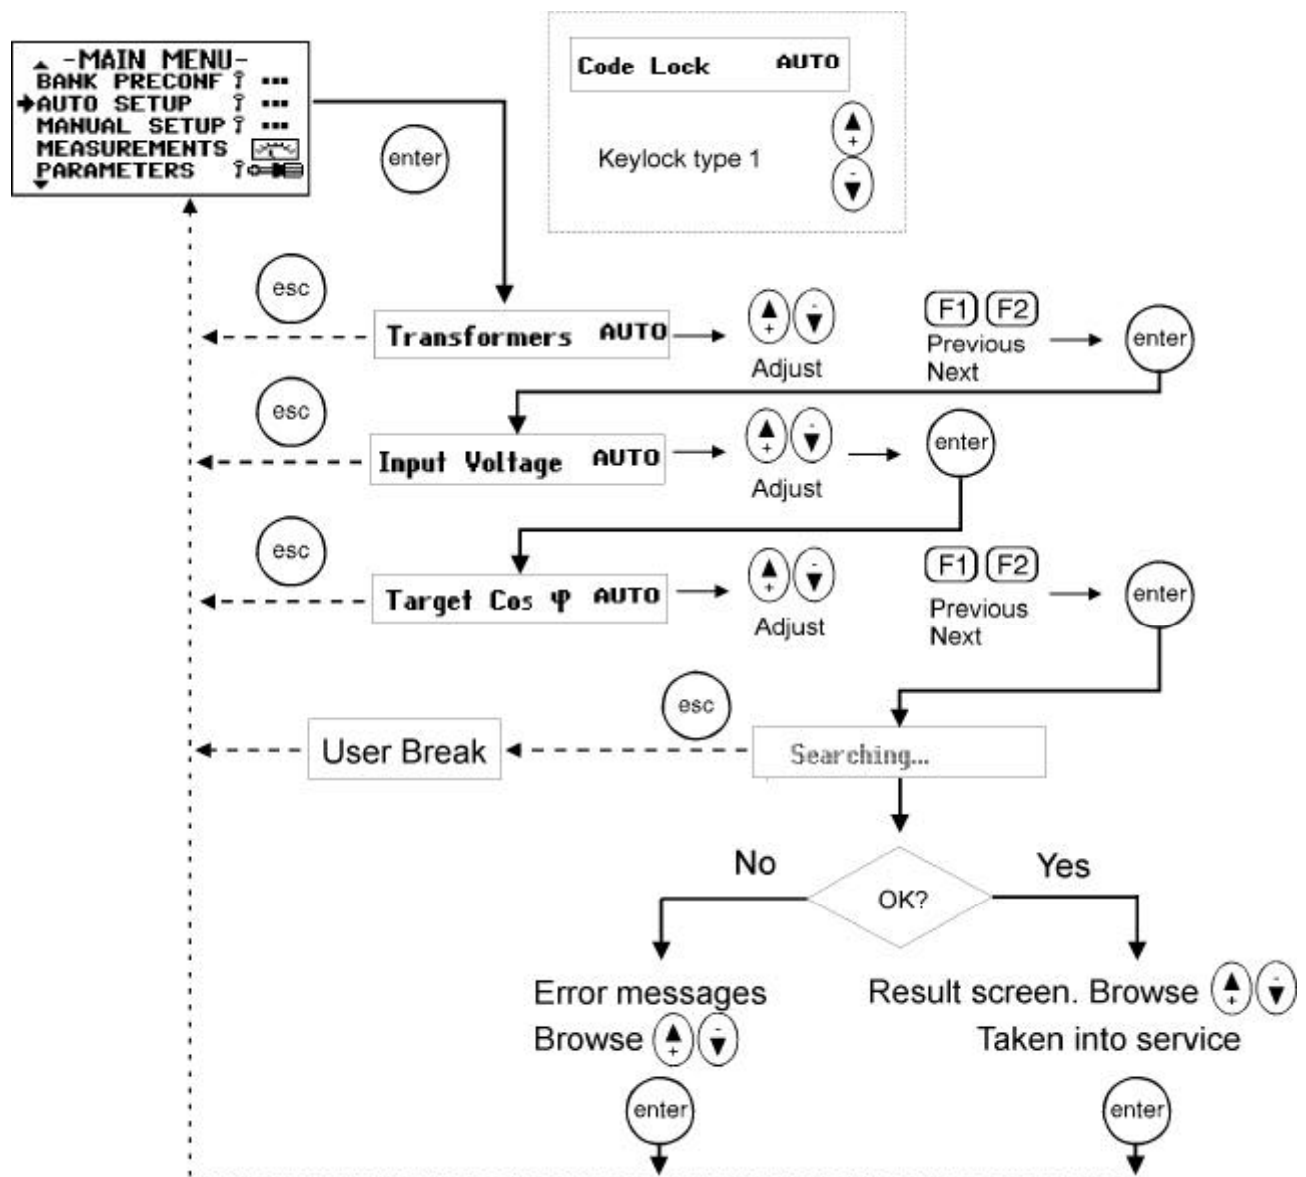 -MAIN MENU-
BANK PRECONF
AUTO SETUP
MANUAL SETUP
MEASUREMENTS
PARAMETERS
enter
Code Lock AUTO
Keylock type 1
+
-
esc
Transformers AUTO
+ -
Adjust
F1 F2
Previous
Next
enter
esc
Input Voltage AUTO
+ -
Adjust
enter
esc
Target Cos φ AUTO
+ -
Adjust
F1 F2
Previous
Next
enter
esc
User Break
Searching...
No
OK?
Yes
Error messages
Browse + -
enter
Result screen. Browse + -
Taken into service
enter